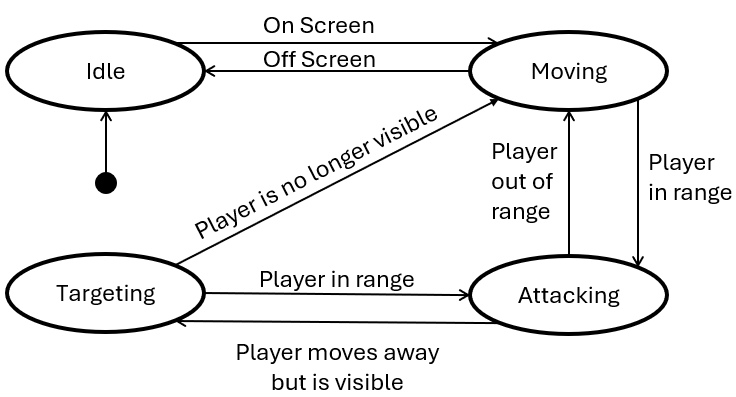 On Screen
Idle
Off Screen
Moving
Player is no longer visible
Player
out of
range
Player
in range
Targeting
Player in range
Attacking
Player moves away
but is visible